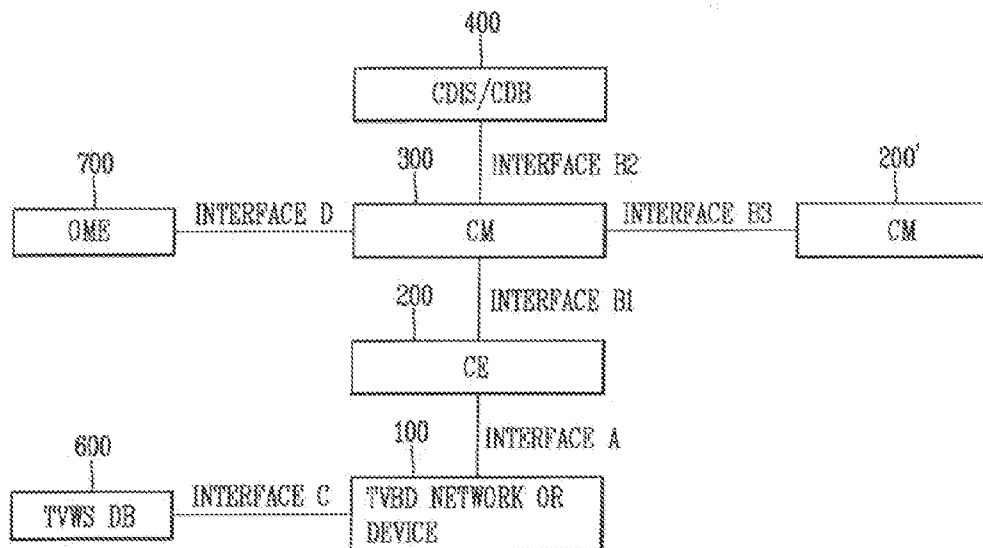 400
CDIS/CDB
INTERFACE B2
700
300
200'
OME
INTERFACE D
CM
INTERFACE B3
CM
200
INTERFACE B1
CE
100
INTERFACE A
600
TVWS DB
INTERFACE C
TVBD NETWORK OR
DEVICE